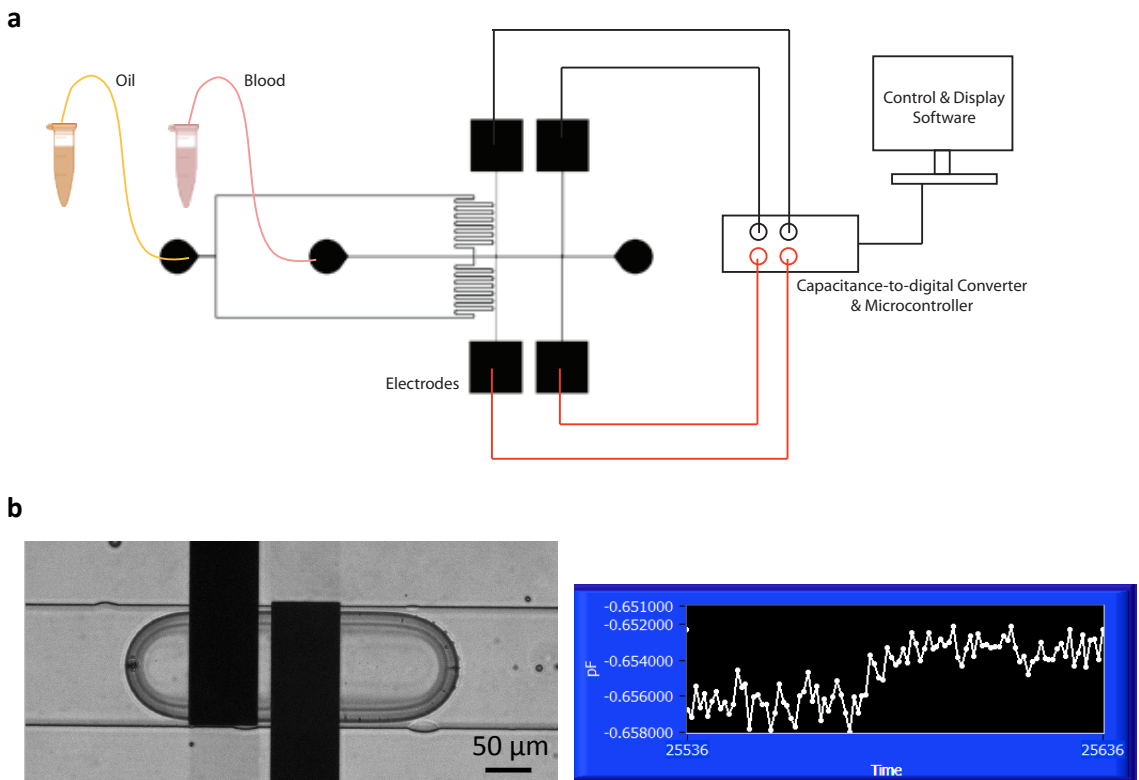 a
Oil
Blood
Control & Display
Software
Capacitance-to-digital Converter
& Microcontroller
Electrodes
b
50 µm
-0.651000
-0.652000
-0.654000
-0.656000
-0.658000
pF
25536
25636
Time